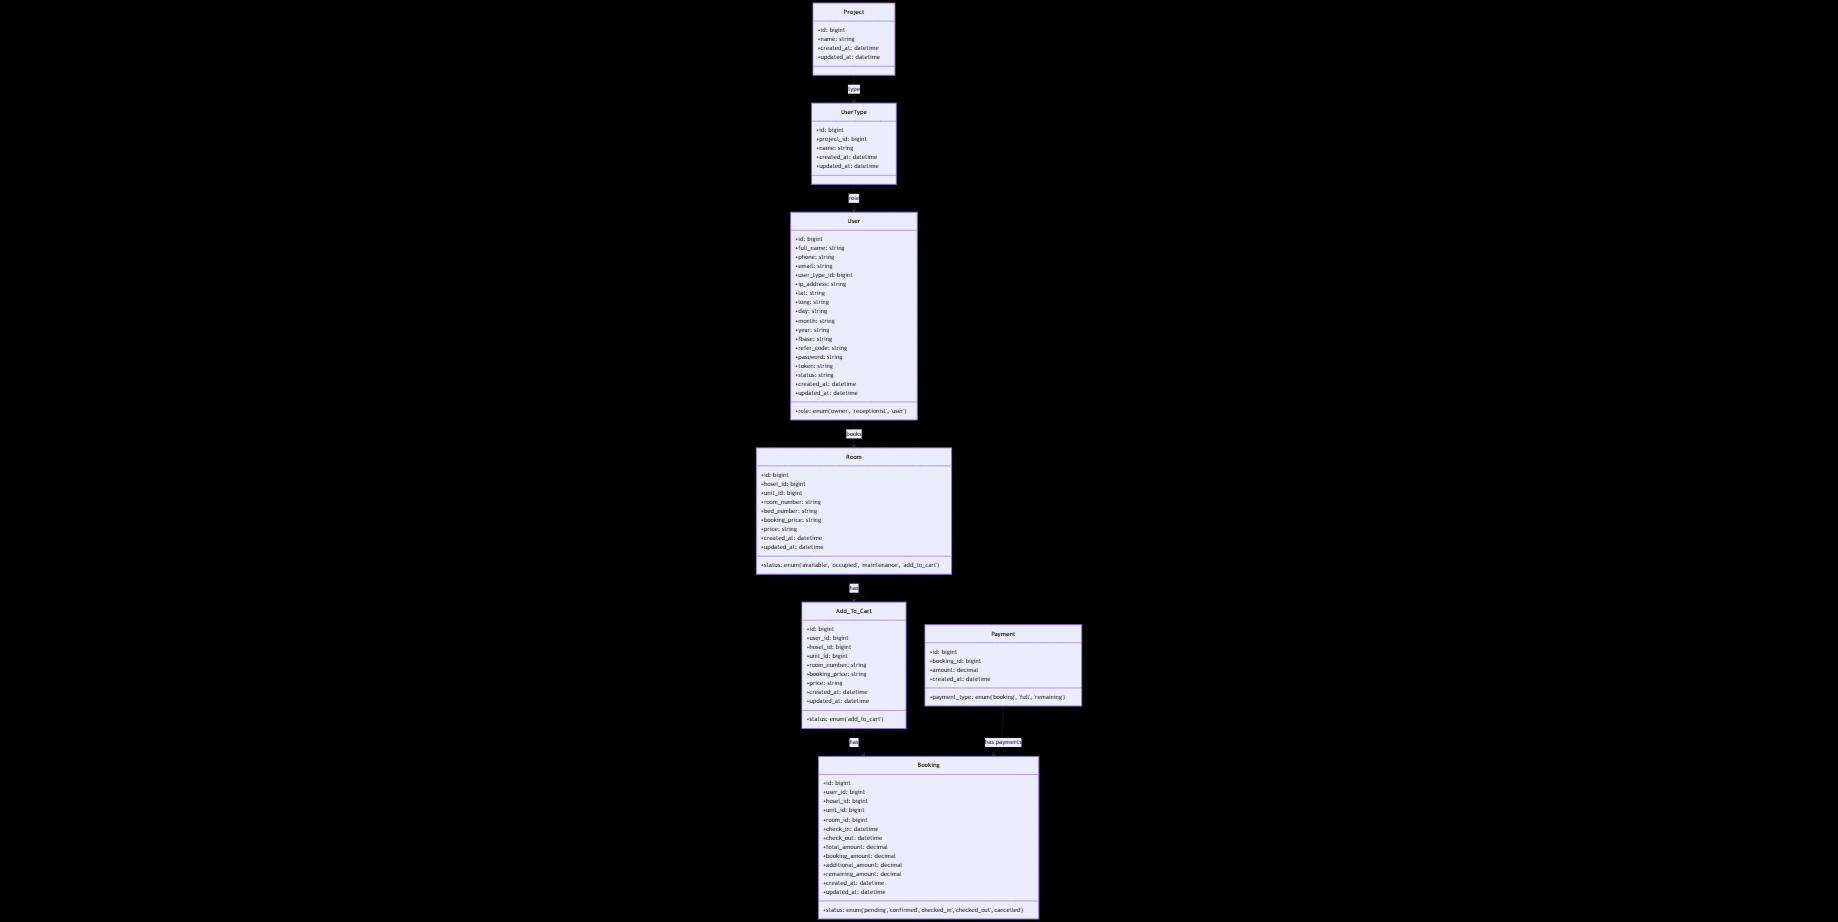 Project
+id: bigint
+name: string
+created_at: datetime
+updated_at: datetime
type
UserType
+id: bigint
+project_id: bigint
+name: string
+created_at: datetime
+updated_at: datetime
role
User
+id: bigint
+full_name: string
+phone: string
+email: string
+user_type_id: bigint
+ip_address: string
+lat: string
+long: string
+day: string
+month: string
+year: string
+fbase: string
+refer_code: string
+password: string
+token: string
+status: string
+created_at: datetime
+updated_at: datetime
+role: enum('owner', 'receptionist', 'user')
books
Room
+id: bigint
+hosel_id: bigint
+unit_id: bigint
+room_number: string
+bed_number: string
+booking_price: string
+price: string
+created_at: datetime
+updated_at: datetime
+status: enum('available', 'occupied', 'maintenance', 'add_to_cart')
has
Add_To_Cart
+id: bigint
+user_id: bigint
+hosel_id: bigint
+unit_id: bigint
+room_number: string
+booking_price: string
+price: string
+created_at: datetime
+updated_at: datetime
+status: enum('add_to_cart')
Payment
+id: bigint
+booking_id: bigint
+amount: decimal
+created_at: datetime
+payment_type: enum('booking', 'full', 'remaining')
has
has payments
Booking
+id: bigint
+user_id: bigint
+hosel_id: bigint
+unit_id: bigint
+room_id: bigint
+check_in: datetime
+check_out: datetime
+total_amount: decimal
+booking_amount: decimal
+additional_amount: decimal
+remaining_amount: decimal
+created_at: datetime
+updated_at: datetime
+status: enum('pending','confirmed','checked_in','checked_out','cancelled')